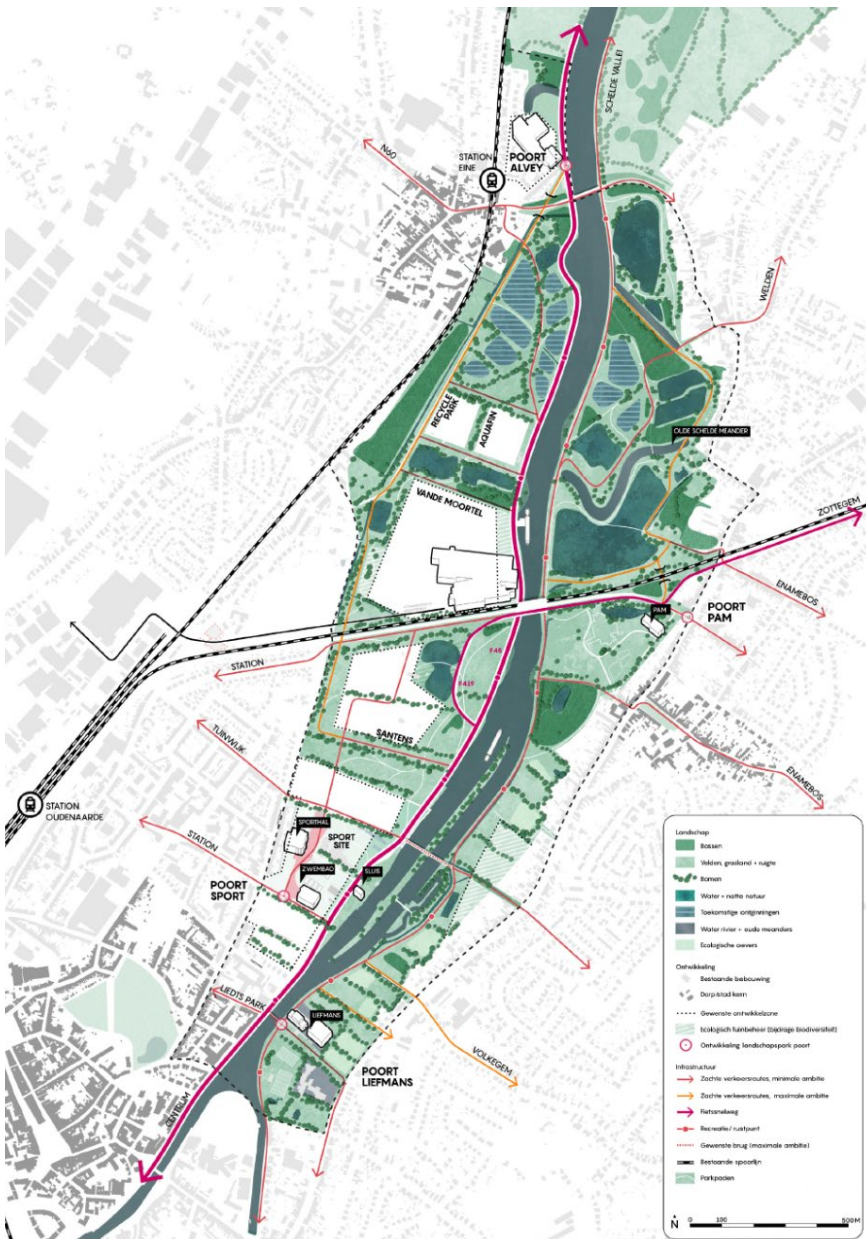 SCHELDE VALLEI
N60
STATION
EINE
POORT
ALVEY
WELDEN
RECYCLE
PARK
AQUAFIN
OUDE SCHELDE MEANDER
VANDE MOORTEL
ZOTTEGEM
ENAMEBOS
PAM
POORT
PAM
STATION
F45
SANTENS
TUINWIJK
ENAMEBOS
STATION
OUDENAARDE
STATION
SPORTHAL
SPORT
SITE
ZWEMBAD
SLUIS
POORT
SPORT
LIEDTS PARK
LIEFMANS
VOLKEGEM
POORT
LIEFMANS
CENTRUM
Landschap
Bossen
Velden, grasland + ruigte
Bomen
Water + natte natuur
Toekomstige ontginningen
Water rivier + oude meanders
Ecologische oevers
Ontwikkeling
Bestaande bebouwing
Dorp/stad kern
Gewenste ontwikkelzone
Ecologisch tuinbeheer (bijdrage biodiversiteit)
Ontwikkeling landschapspark poort
Infrastructuur
Zachte verkeersroutes, minimale ambitie
Zachte verkeersroutes, maximale ambitie
Fietssnelweg
Recreatie/ rustpunt
Gewenste brug (maximale ambitie)
Bestaande spoorlijn
Parkpaden
N
0
100
500M